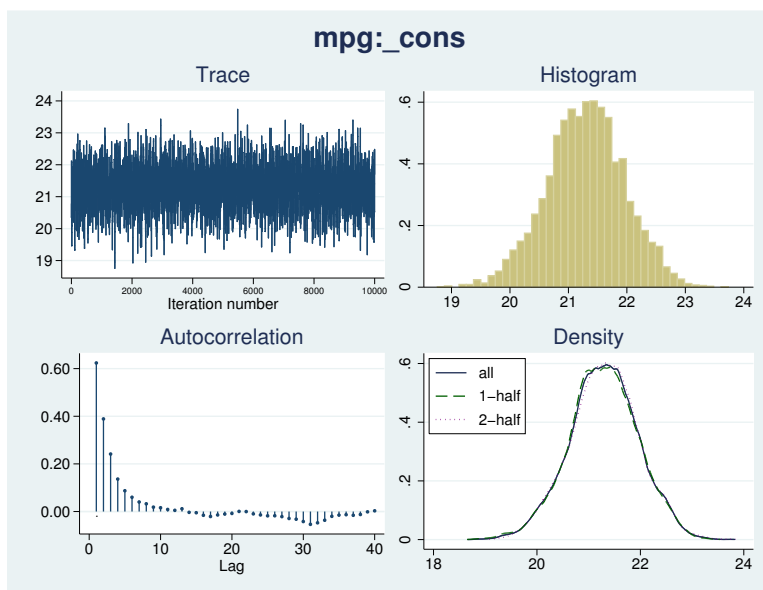 mpg:_cons
Trace
24
23
22
21
20
19
0 2000 4000 6000 8000 10000
Iteration number
Histogram
.6
.4
.2
0
19 20 21 22 23 24
Autocorrelation
0.60
0.40
0.20
0.00
0 10 20 30 40
Lag
Density
all
1−half
2−half
.6
.4
.2
0
18 20 22 24